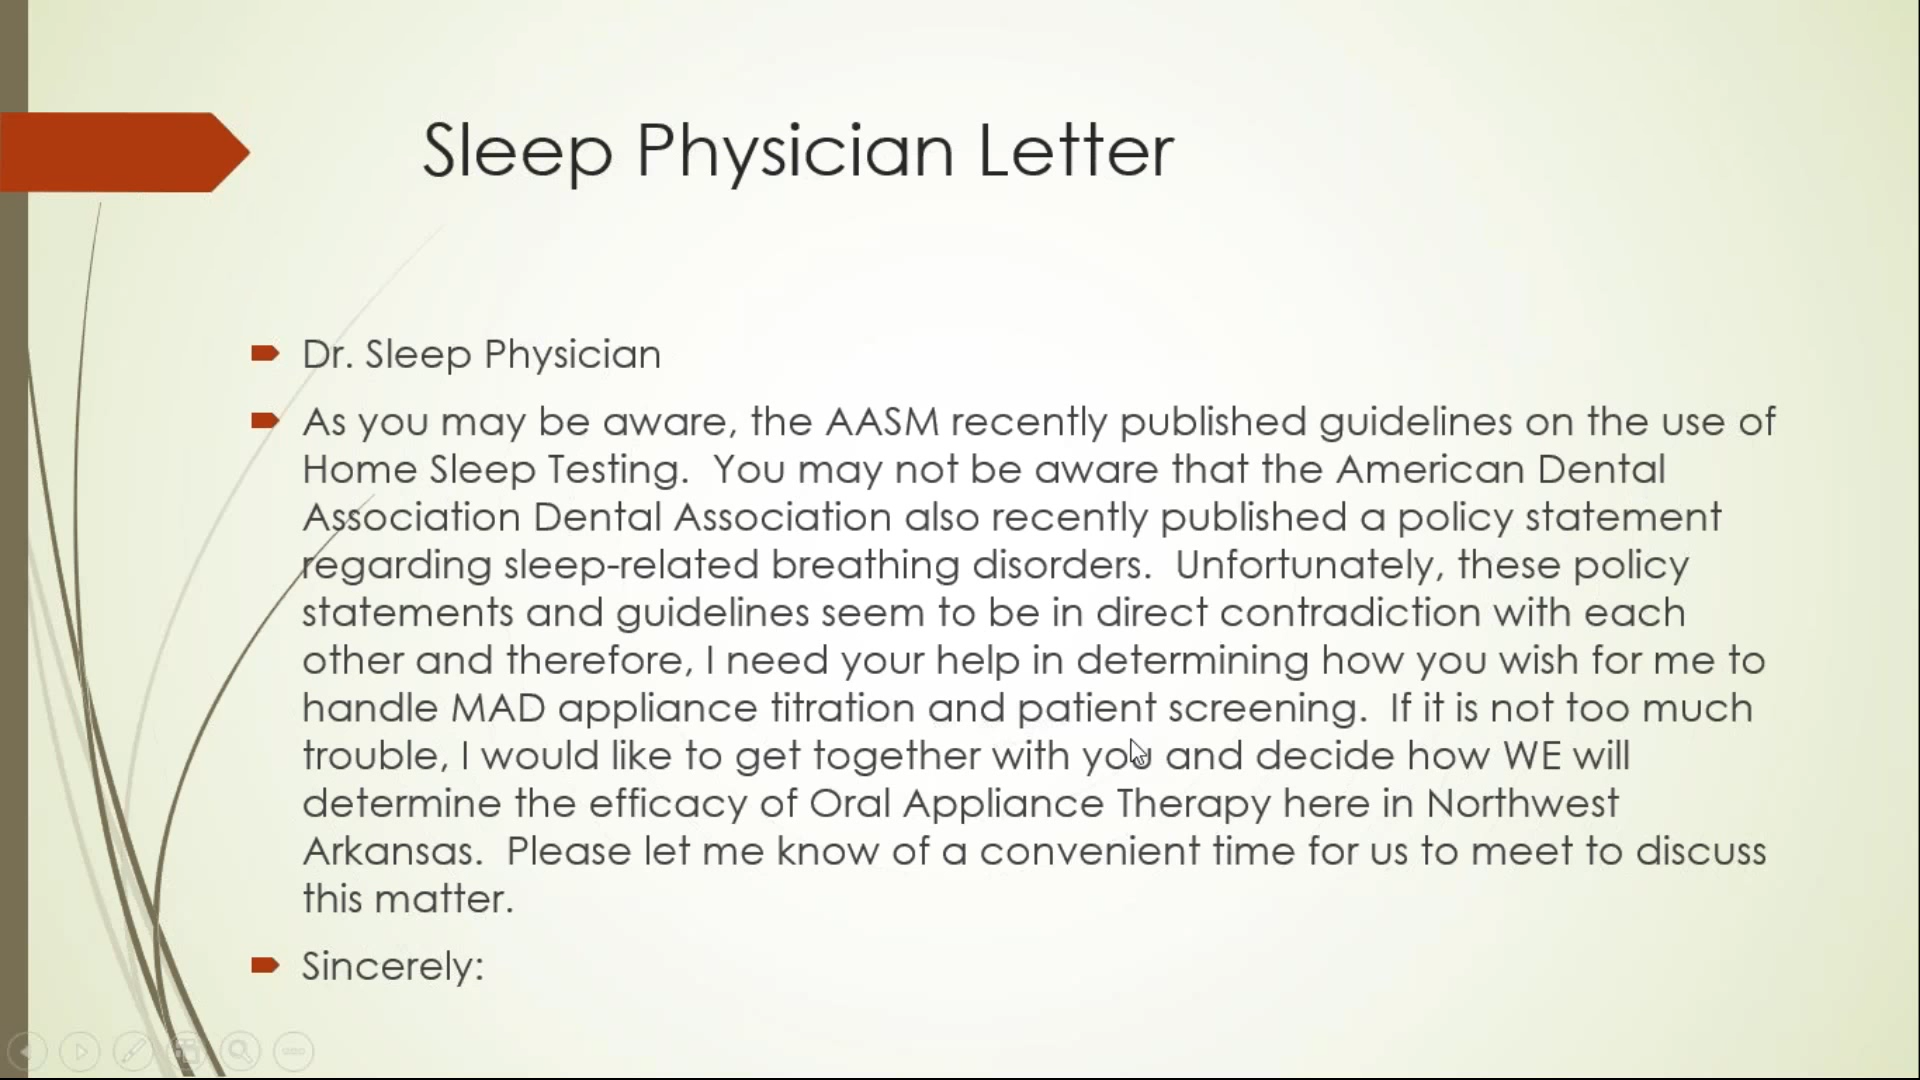 Sleep Physician Letter
Dr. Sleep Physician
As you may be aware, the AASM recently published guidelines on the use of
Home Sleep Testing.  You may not be aware that the American Dental
Association Dental Association also recently published a policy statement
regarding sleep-related breathing disorders.  Unfortunately, these policy
statements and guidelines seem to be in direct contradiction with each
other and therefore, I need your help in determining how you wish for me to
handle MAD appliance titration and patient screening.  If it is not too much
trouble, I would like to get together with you and decide how WE will
determine the efficacy of Oral Appliance Therapy here in Northwest
Arkansas.  Please let me know of a convenient time for us to meet to discuss
this matter.
Sincerely: